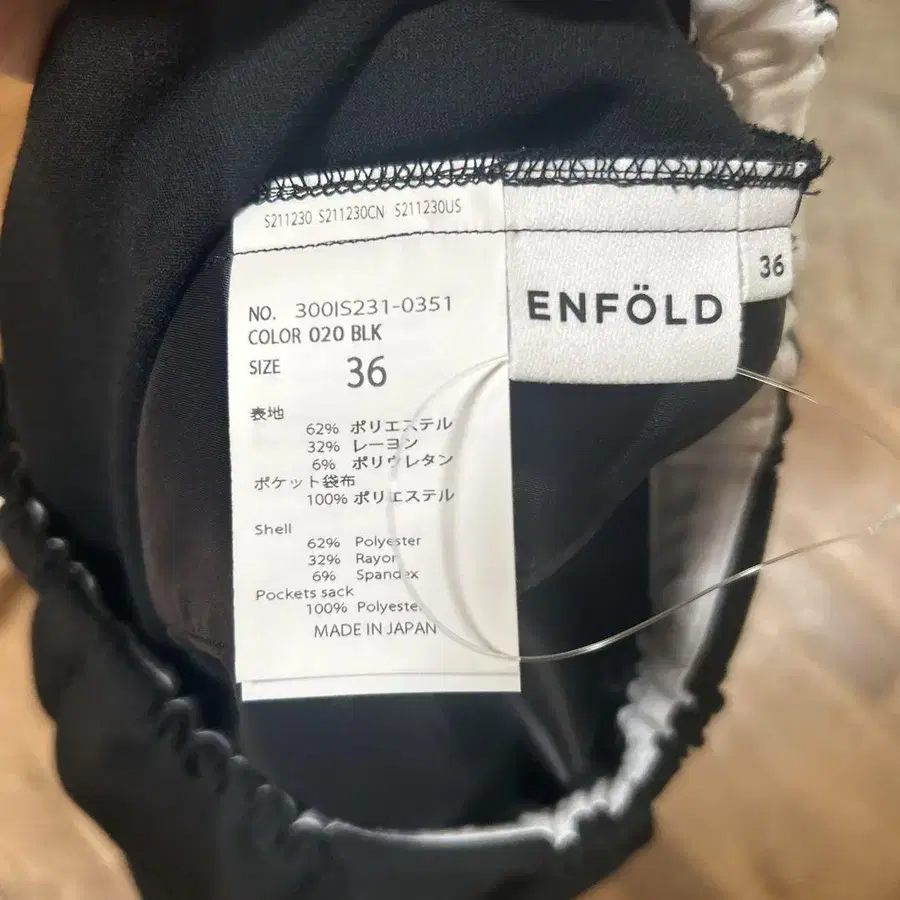 S211230 S211230CN S211230US
NO. 300IS231-0351
COLOR 020 BLK
SIZE 36
表地
62% ポリエステル
32% レーヨン
6% ポリウレタン
ポケット袋布
100% ポリエステル
Shell
62% Polyester
32% Rayon
6% Spandex
Pockets sack
100% Polyester
MADE IN JAPAN
ENFÖLD
36